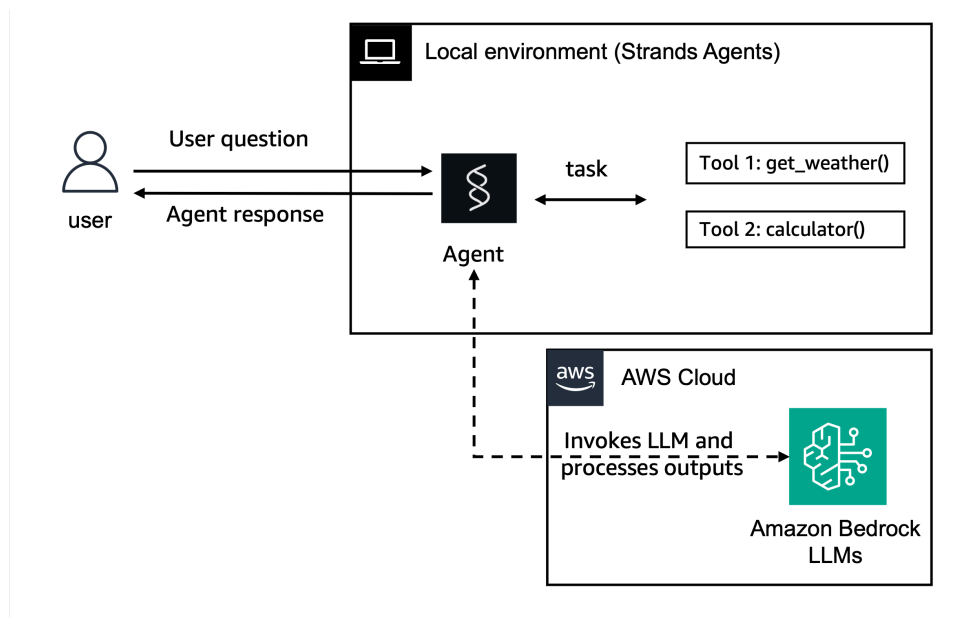 Local environment (Strands Agents)
User question
task
Tool 1: get_weather()
user
Agent response
Tool 2: calculator()
Agent
aws
AWS Cloud
Invokes LLM and
processes outputs
Amazon Bedrock
LLMs